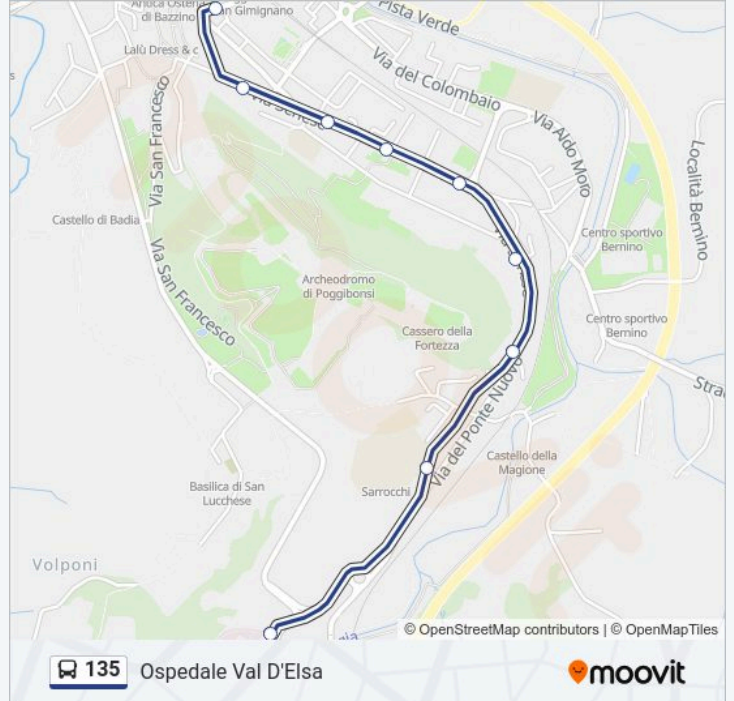 Antica Osteria
di Bazzino
San Gimignano
Pista Verde
Lalù Dress & c
Via del Colombaio
Via Senese
Via San Francesco
Via Aldo Moro
Località Bernino
Castello di Badia
Centro sportivo
Bernino
Via San Francesco
Archeodromo
di Poggibonsi
Cassero della
Fortezza
Centro sportivo
Bernino
Via del Ponte Nuovo
Castello della
Magione
Sarrocchi
Basilica di San
Lucchese
Volponi
© OpenStreetMap contributors | © OpenMapTiles
135
Ospedale Val D'Elsa
moovit